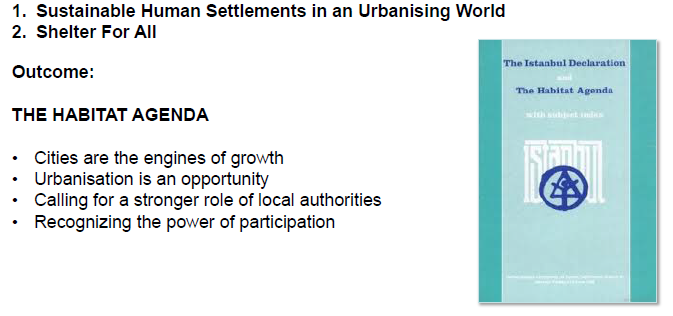 1. Sustainable Human Settlements in an Urbanising World
2. Shelter For All
Outcome:
THE HABITAT AGENDA
• Cities are the engines of growth
• Urbanisation is an opportunity
• Calling for a stronger role of local authorities
• Recognizing the power of participation
The Istanbul Declaration
and
The Habitat Agenda
with subject index
istanbul